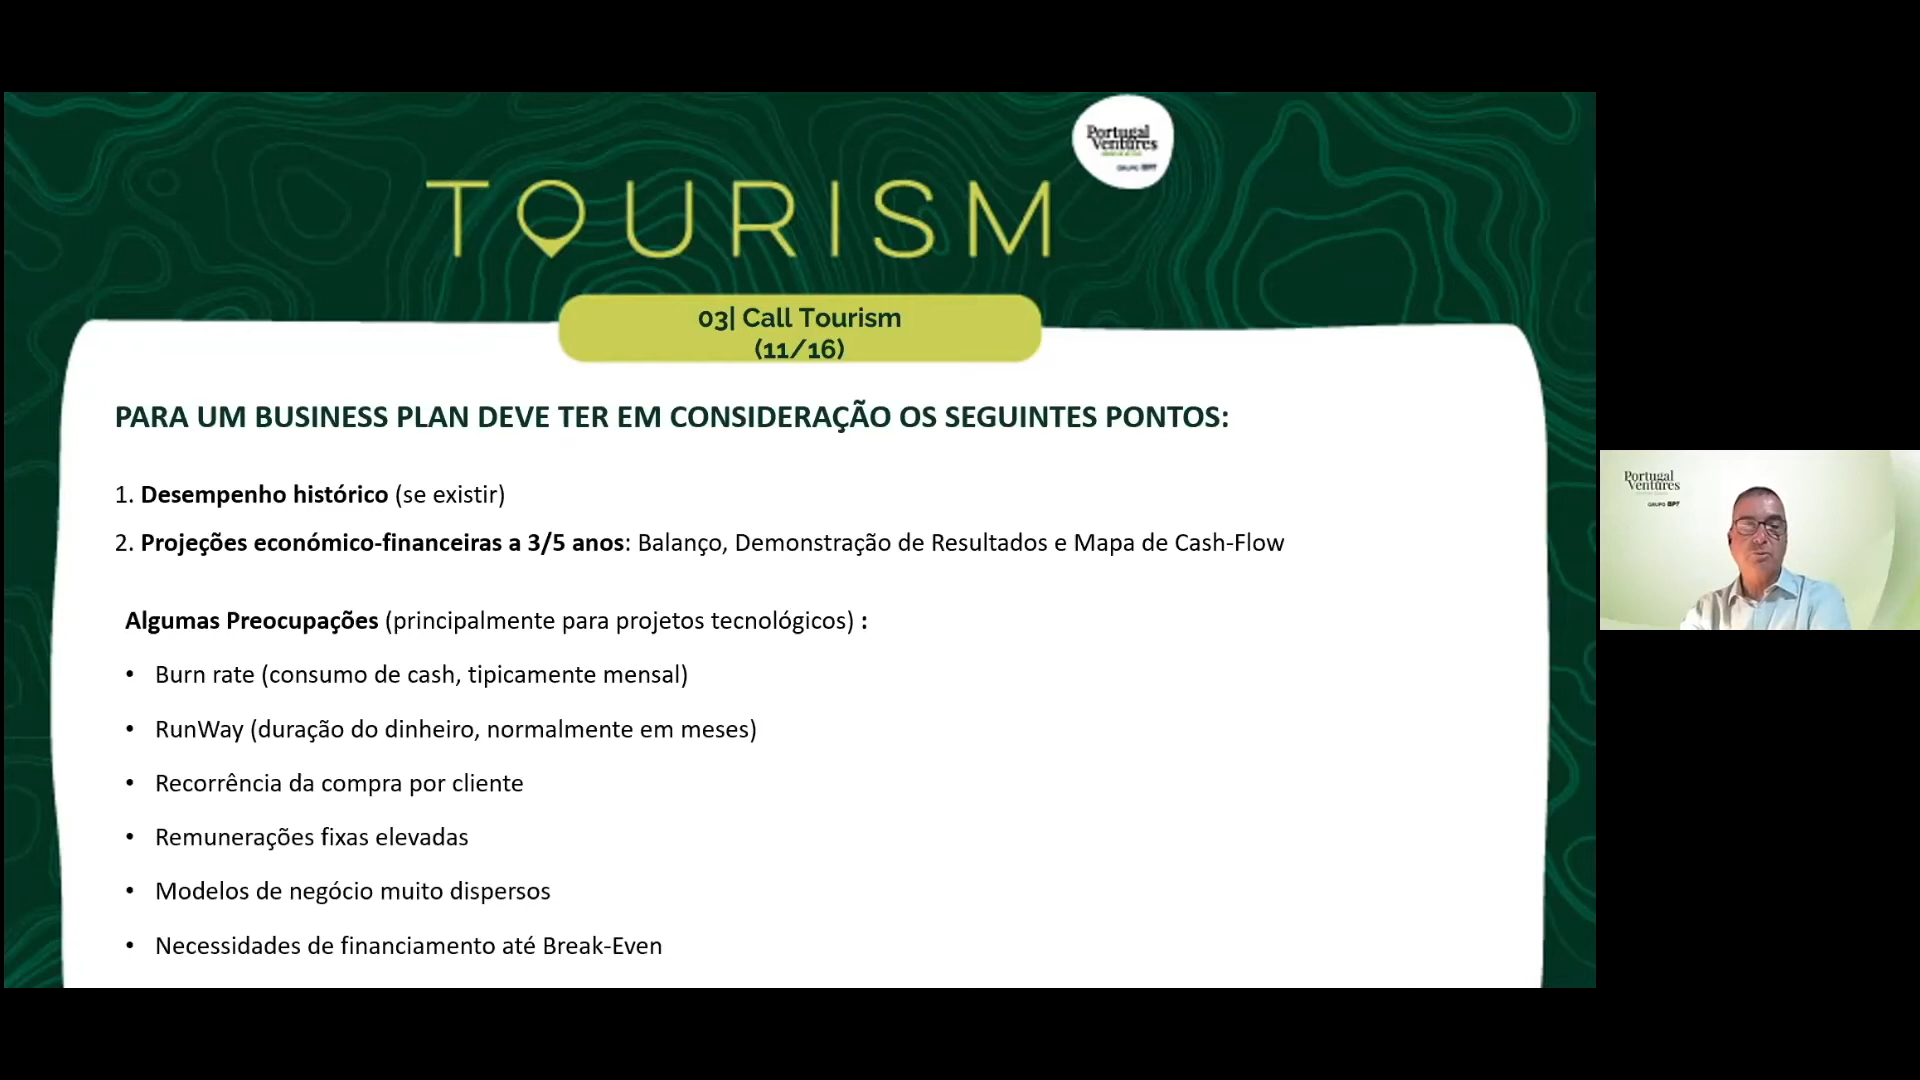 Portugal
Ventures
GRUPO BPF
TOURISM
03| Call Tourism
(11/16)
PARA UM BUSINESS PLAN DEVE TER EM CONSIDERAÇÃO OS SEGUINTES PONTOS:
1. Desempenho histórico (se existir)
2. Projeções económico-financeiras a 3/5 anos: Balanço, Demonstração de Resultados e Mapa de Cash-Flow
Algumas Preocupações (principalmente para projetos tecnológicos) :
• Burn rate (consumo de cash, tipicamente mensal)
• RunWay (duração do dinheiro, normalmente em meses)
• Recorrência da compra por cliente
• Remunerações fixas elevadas
• Modelos de negócio muito dispersos
• Necessidades de financiamento até Break-Even
Portugal
Ventures
GRUPO BPF